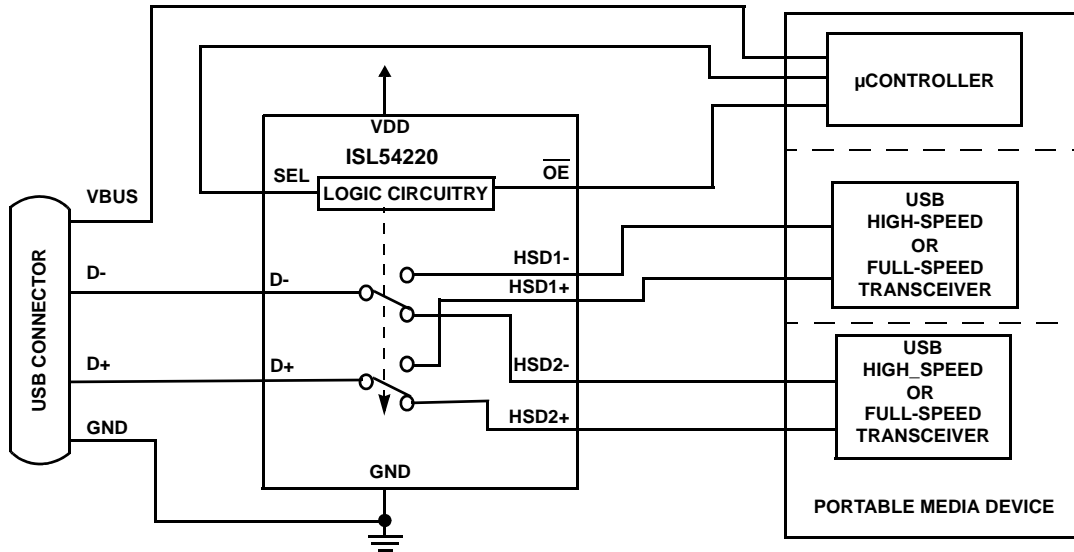 µCONTROLLER
VDD
ISL54220
SEL
OE
LOGIC CIRCUITRY
VBUS
USB
HIGH-SPEED
OR
FULL-SPEED
TRANSCEIVER
HSD1-
D-
D-
HSD1+
USB CONNECTOR
USB
HIGH_SPEED
OR
FULL-SPEED
TRANSCEIVER
D+
D+
HSD2-
HSD2+
GND
GND
PORTABLE MEDIA DEVICE